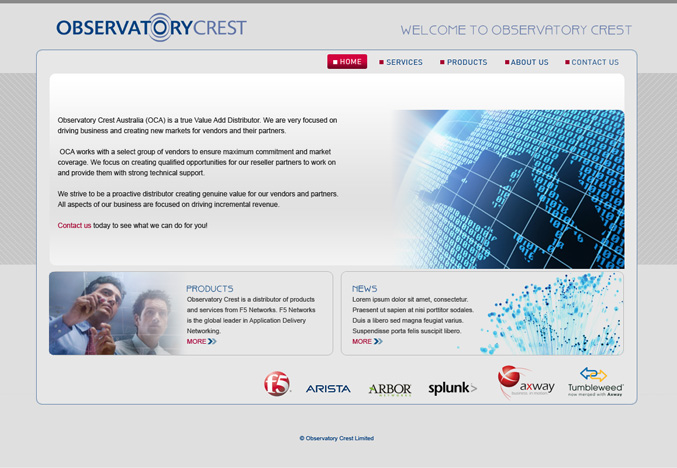 OBSERVATORYCREST
WELCOME TO OBSERVATORY CREST
HOME SERVICES PRODUCTS ABOUT US CONTACT US
Observatory Crest Australia (OCA) is a true Value Add Distributor. We are very focused on
driving business and creating new markets for vendors and their partners.
OCA works with a select group of vendors to ensure maximum commitment and market
coverage. We focus on creating qualified opportunities for our reseller partners to work on
and provide them with strong technical support.
We strive to be a proactive distributor creating genuine value for our vendors and partners.
All aspects of our business are focused on driving incremental revenue.
Contact us today to see what we can do for you!
PRODUCTS
Observatory Crest is a distributor of products
and services from F5 Networks. F5 Networks
is the global leader in Application Delivery
Networking.
MORE
NEWS
Lorem ipsum dolor sit amet, consectetur.
Praesent ut sapien at nisi porttitor sodales.
Duis a libero sed magna feugiat varius.
Suspendisse porta felis suscipit libero.
MORE
f5
ARISTA
ARBOR
NETWORKS
splunk>
axway
Tumbleweed
now merged with Axway
© Observatory Crest Limited